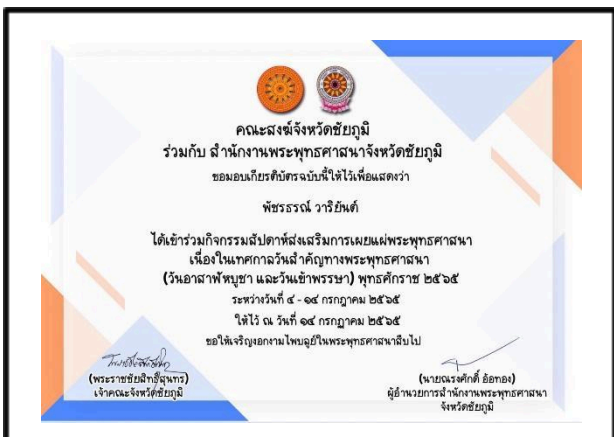 คณะสงฆ์จังหวัดชัยภูมิ
ร่วมกับ สำนักงานพระพุทธศาสนาจังหวัดชัยภูมิ
ขอมอบเกียรติบัตรฉบับนี้ให้ไว้เพื่อแสดงว่า
พัชรธรณ์ วาริยันต์
ได้เข้าร่วมกิจกรรมสัปดาห์ส่งเสริมการเผยแผ่พระพุทธศาสนา
เนื่องในเทศกาลวันสำคัญทางพระพุทธศาสนา
(วันอาสาฬหบูชา และวันเข้าพรรษา) พุทธศักราช ๒๕๖๕
ระหว่างวันที่ ๔ - ๑๔ กรกฎาคม ๒๕๖๕
ให้ไว้ ณ วันที่ ๑๔ กรกฎาคม ๒๕๖๕
ขอให้เจริญงอกงามไพบูลย์ในพระพุทธศาสนาสืบไป
(พระราชชัยสิทธิสุนทร)
เจ้าคณะจังหวัดชัยภูมิ
(นายณรงศักดิ์ อ้อทอง)
ผู้อำนวยการสำนักงานพระพุทธศาสนา
จังหวัดชัยภูมิ